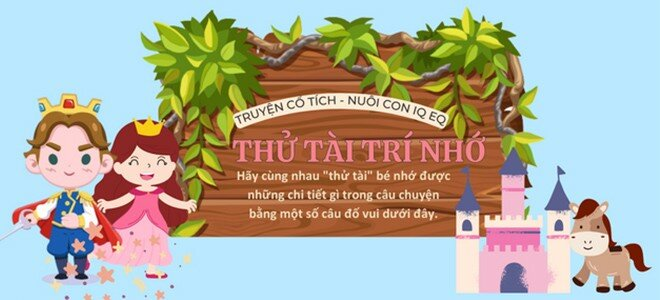 TRUYỆN CỔ TÍCH - NUÔI CON IQ EQ
THỬ TÀI TRÍ NHỚ
Hãy cùng nhau "thử tài" bé nhớ được
những chi tiết gì trong câu chuyện
bằng một số câu đố vui dưới đây.